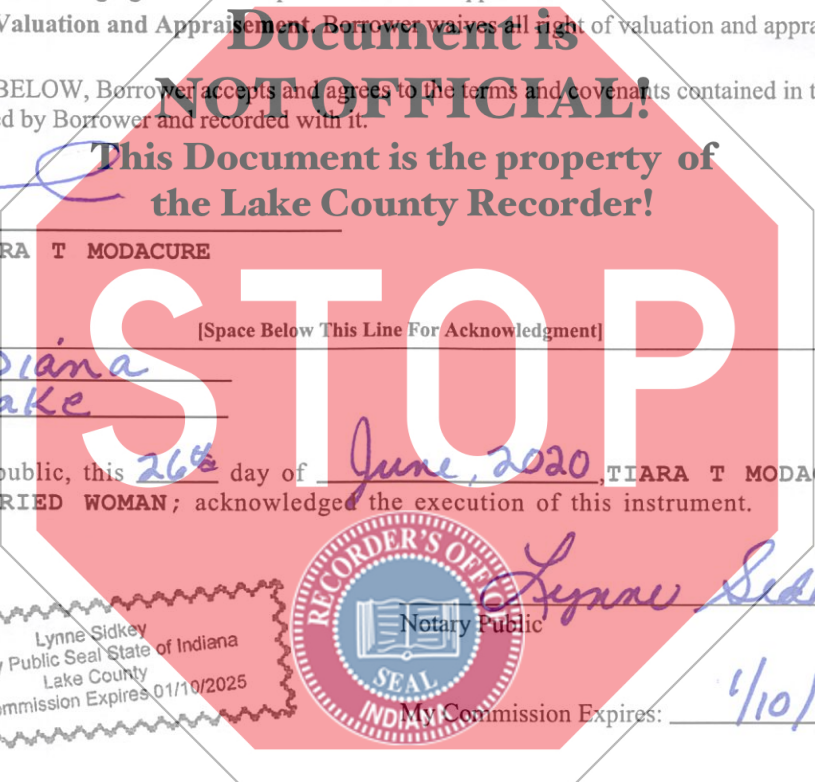 Valuation and Appraisement. Borrower waives all right of valuation and appra
Document is
BELOW, Borrower accepts and agrees to the terms and covenants contained in t
NOT OFFICIAL!
ed by Borrower and recorded with it.
This Document is the property of
the Lake County Recorder!
RA T MODACURE
STOP
[Space Below This Line For Acknowledgment]
diana
ake
public, this 26th day of June, 2020, TIARA T MODAC
RIED WOMAN; acknowledged the execution of this instrument.
RECORDER'S OFFICE
SEAL
INDIANA
Lynne Sidk
Notary Public
Lynne Sidkey
y Public Seal State of Indiana
Lake County
ommission Expires 01/10/2025
My Commission Expires: 1/10/